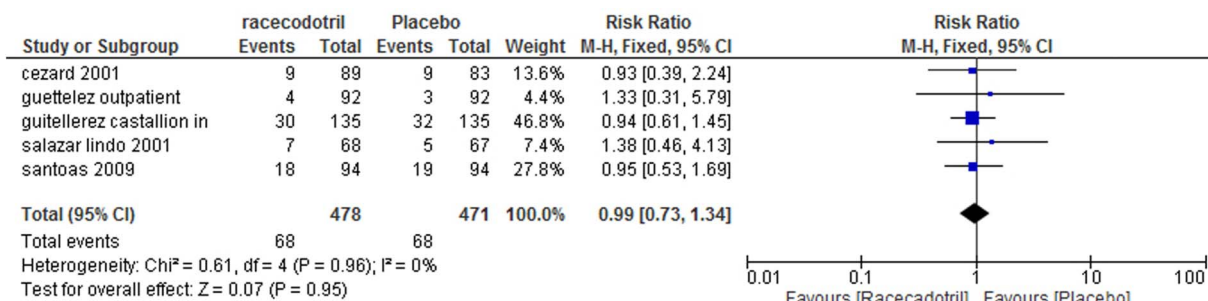 racecodotril Placebo Risk Ratio Risk Ratio
Study or Subgroup Events Total Events Total Weight M-H, Fixed, 95% CI M-H, Fixed, 95% CI
cezard 2001 9 89 9 83 13.6% 0.93 [0.39, 2.24]
guettelez outpatient 4 92 3 92 4.4% 1.33 [0.31, 5.79]
guitellerez castallion in 30 135 32 135 46.8% 0.94 [0.61, 1.45]
salazar lindo 2001 7 68 5 67 7.4% 1.38 [0.46, 4.13]
santoas 2009 18 94 19 94 27.8% 0.95 [0.53, 1.69]
Total (95% CI) 478 471 100.0% 0.99 [0.73, 1.34]
Total events 68 68
Heterogeneity: Chi² = 0.61, df = 4 (P = 0.96); I² = 0%
Test for overall effect: Z = 0.07 (P = 0.95)
0.01 0.1 1 10 100
Favours [Racecadotril] Favours [Placebo]